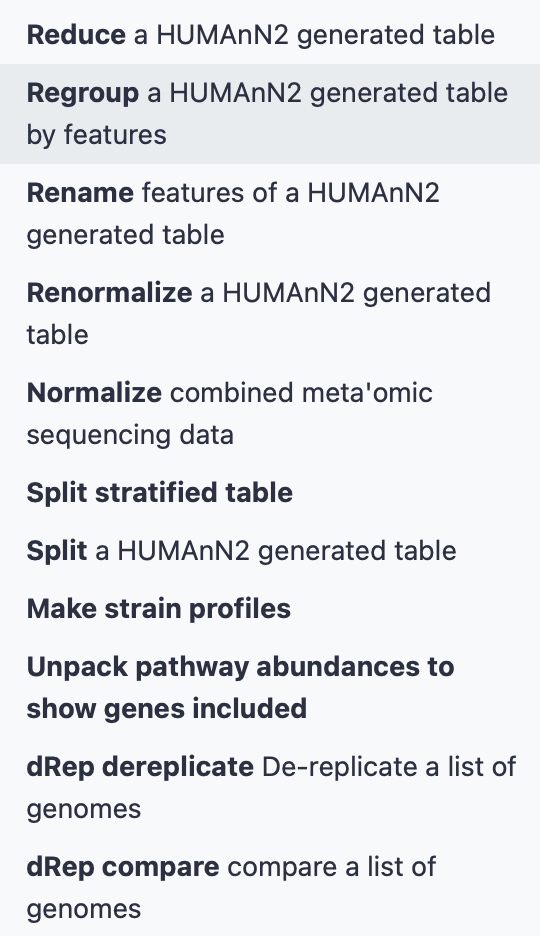 Reduce a HUMAnN2 generated table
Regroup a HUMAnN2 generated table
by features
Rename features of a HUMAnN2
generated table
Renormalize a HUMAnN2 generated
table
Normalize combined meta'omic
sequencing data
Split stratified table
Split a HUMAnN2 generated table
Make strain profiles
Unpack pathway abundances to
show genes included
dRep dereplicate De-replicate a list of
genomes
dRep compare compare a list of
genomes